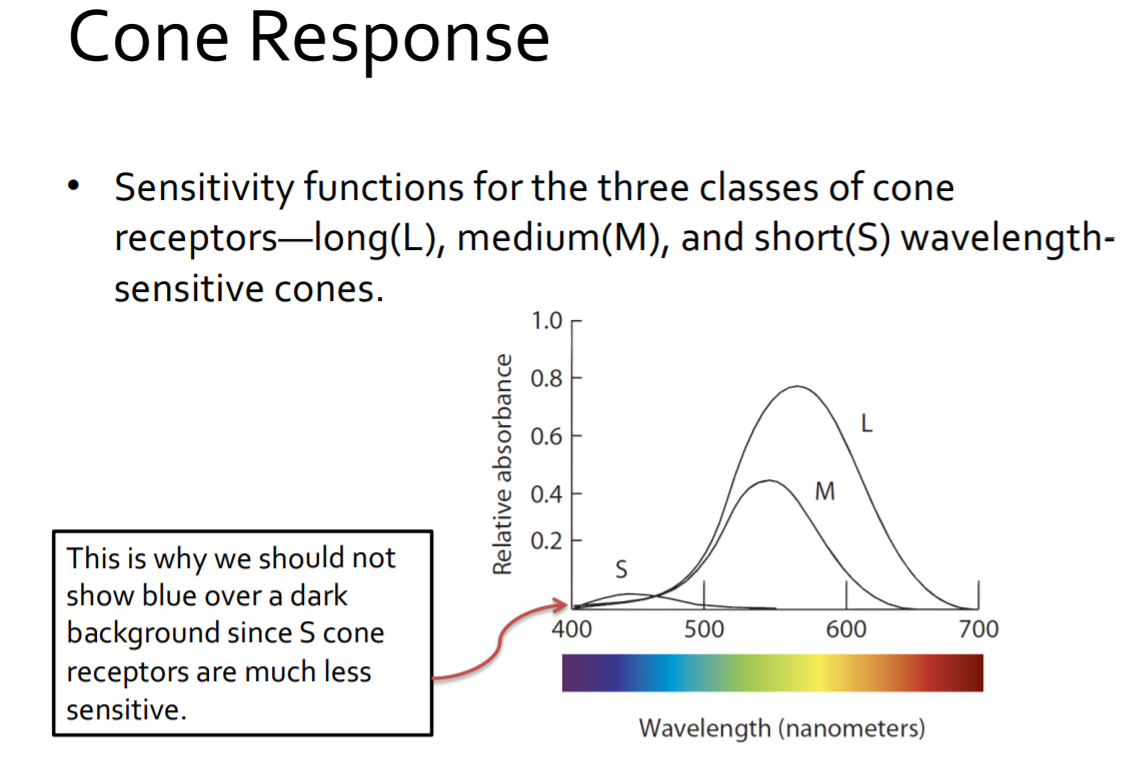 Cone Response
• Sensitivity functions for the three classes of cone
receptors—long(L), medium(M), and short(S) wavelength-
sensitive cones.
1.0
0.8
0.6
0.4
0.2
Relative absorbance
L
M
S
400 500 600 700
Wavelength (nanometers)
This is why we should not
show blue over a dark
background since S cone
receptors are much less
sensitive.